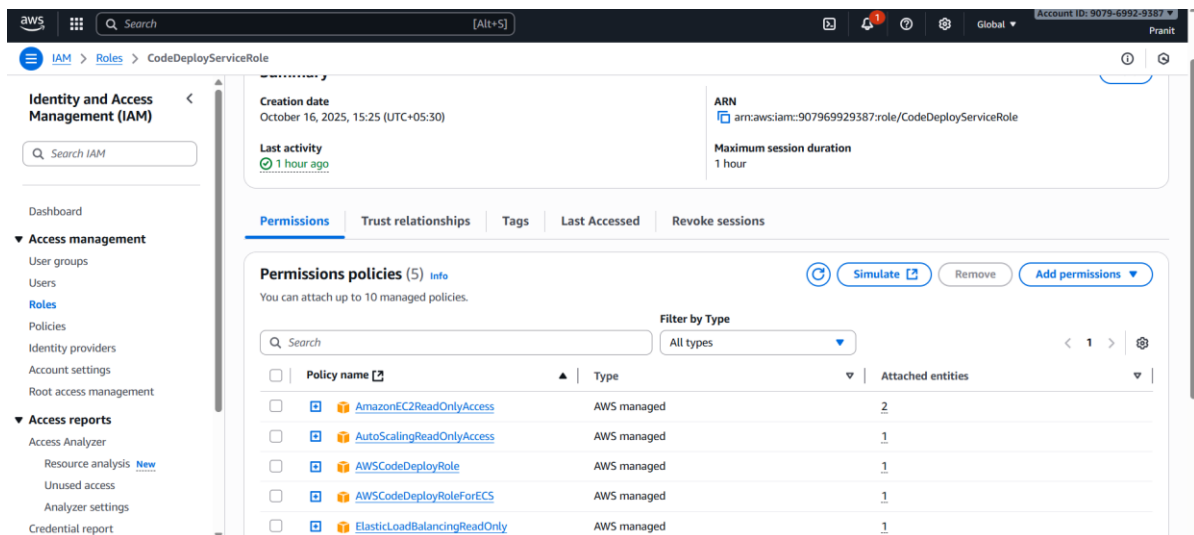 aws
Search [Alt+S]
1
Global
Account ID: 9079-6992-9387
Pranit
IAM > Roles > CodeDeployServiceRole
Identity and Access Management (IAM)
Search IAM
Dashboard
Access management
User groups
Users
Roles
Policies
Identity providers
Account settings
Root access management
Access reports
Access Analyzer
Resource analysis New
Unused access
Analyzer settings
Credential report
Summary
Creation date
October 16, 2025, 15:25 (UTC+05:30)
Last activity
1 hour ago
ARN
arn:aws:iam::907969929387:role/CodeDeployServiceRole
Maximum session duration
1 hour
Permissions Trust relationships Tags Last Accessed Revoke sessions
Permissions policies (5) Info
You can attach up to 10 managed policies.
Simulate Remove Add permissions
Filter by Type
Search All types 1
Policy name Type Attached entities
AmazonEC2ReadOnlyAccess AWS managed 2
AutoScalingReadOnlyAccess AWS managed 1
AWSCodeDeployRole AWS managed 1
AWSCodeDeployRoleForECS AWS managed 1
ElasticLoadBalancingReadOnly AWS managed 1